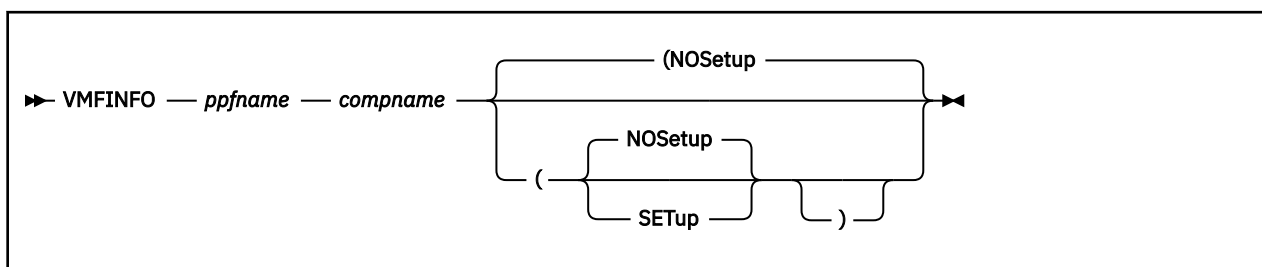 (NOSetup
VMFINFO ppfname compname
NOSetup
(
SETup
)